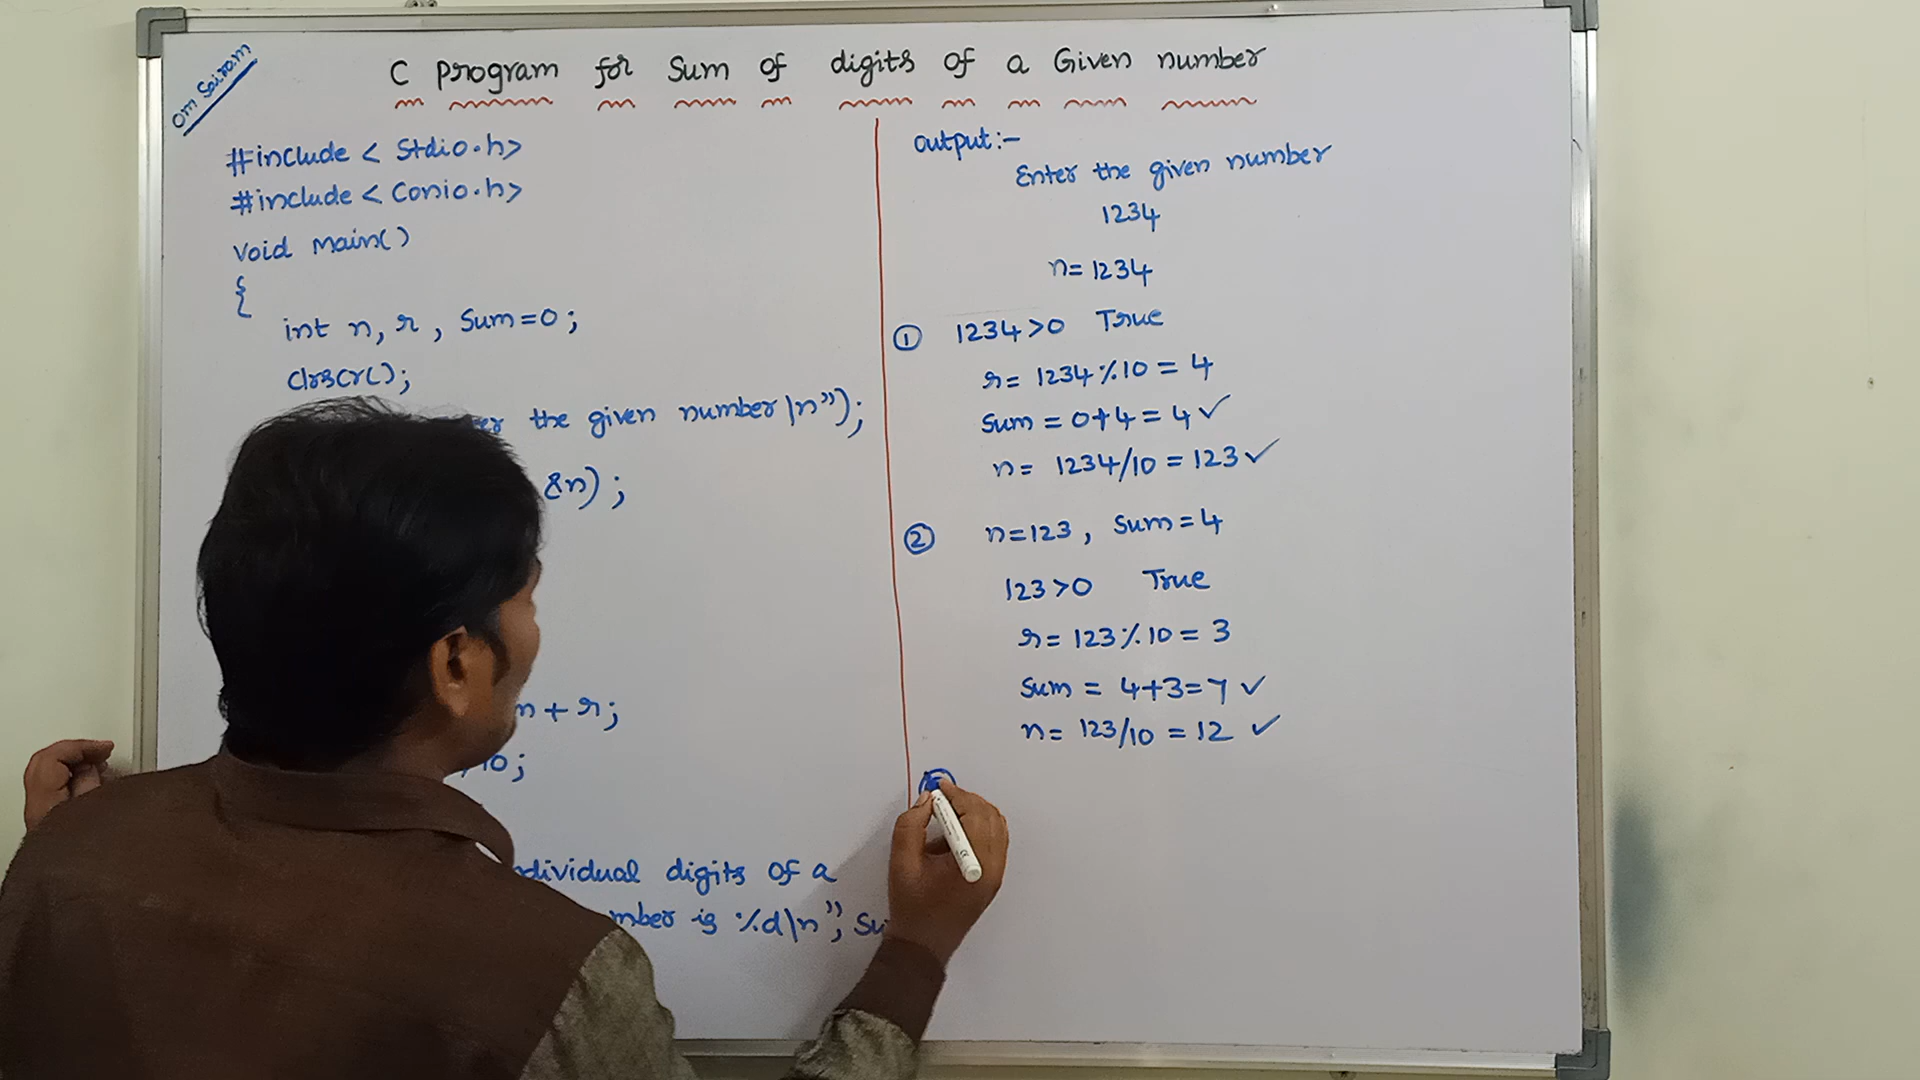 Om Sairam
C program for Sum of digits of a Given number
#include < Stdio.h>
#include < Conio.h>
void main()
{
int n, r, Sum=0;
Clrscr();
the given number\n");
&n);
+ r;
10;
digits of a
is %d\n",
output:-
Enter the given number
1234
n= 1234
① 1234>0 True
r= 1234%10 = 4
Sum = 0+4 = 4 ✓
n= 1234/10 = 123 ✓
② n=123, Sum=4
123>0 True
r= 123%10 = 3
Sum = 4+3=7 ✓
n= 123/10 = 12 ✓